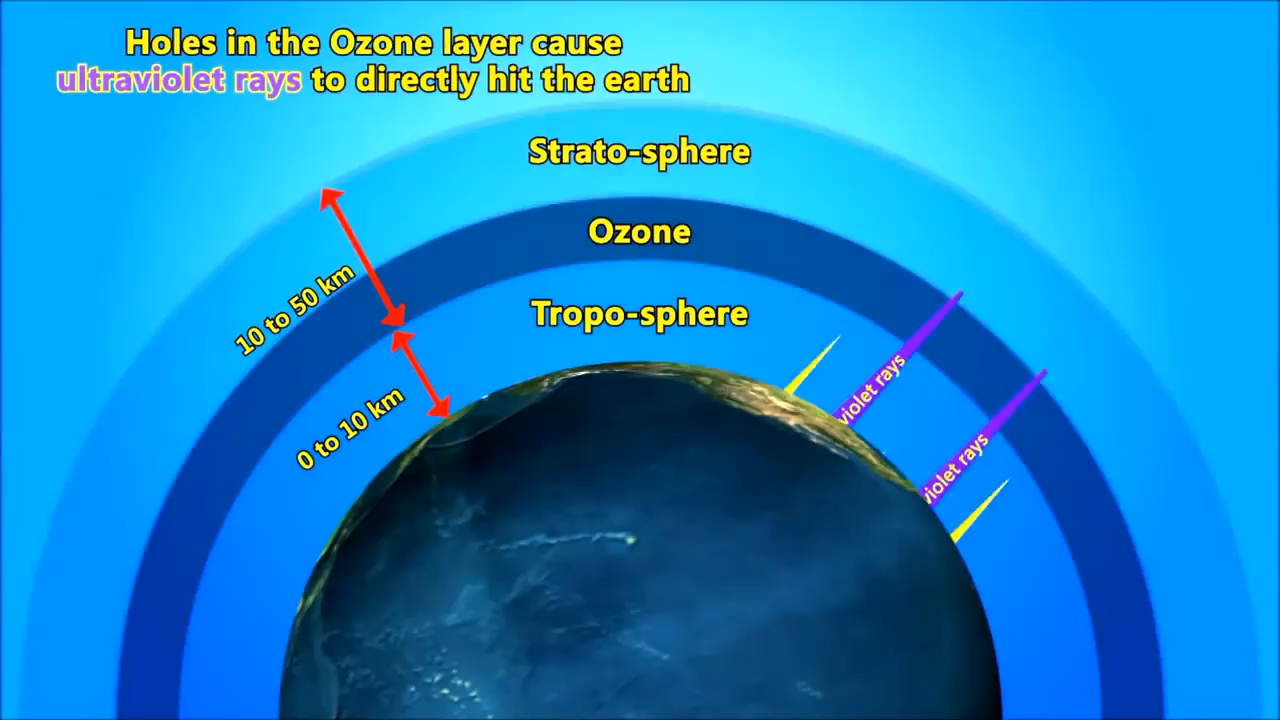 Holes in the Ozone layer cause
ultraviolet rays to directly hit the earth
Strato-sphere
Ozone
Tropo-sphere
10 to 50 km
0 to 10 km
violet rays
violet rays